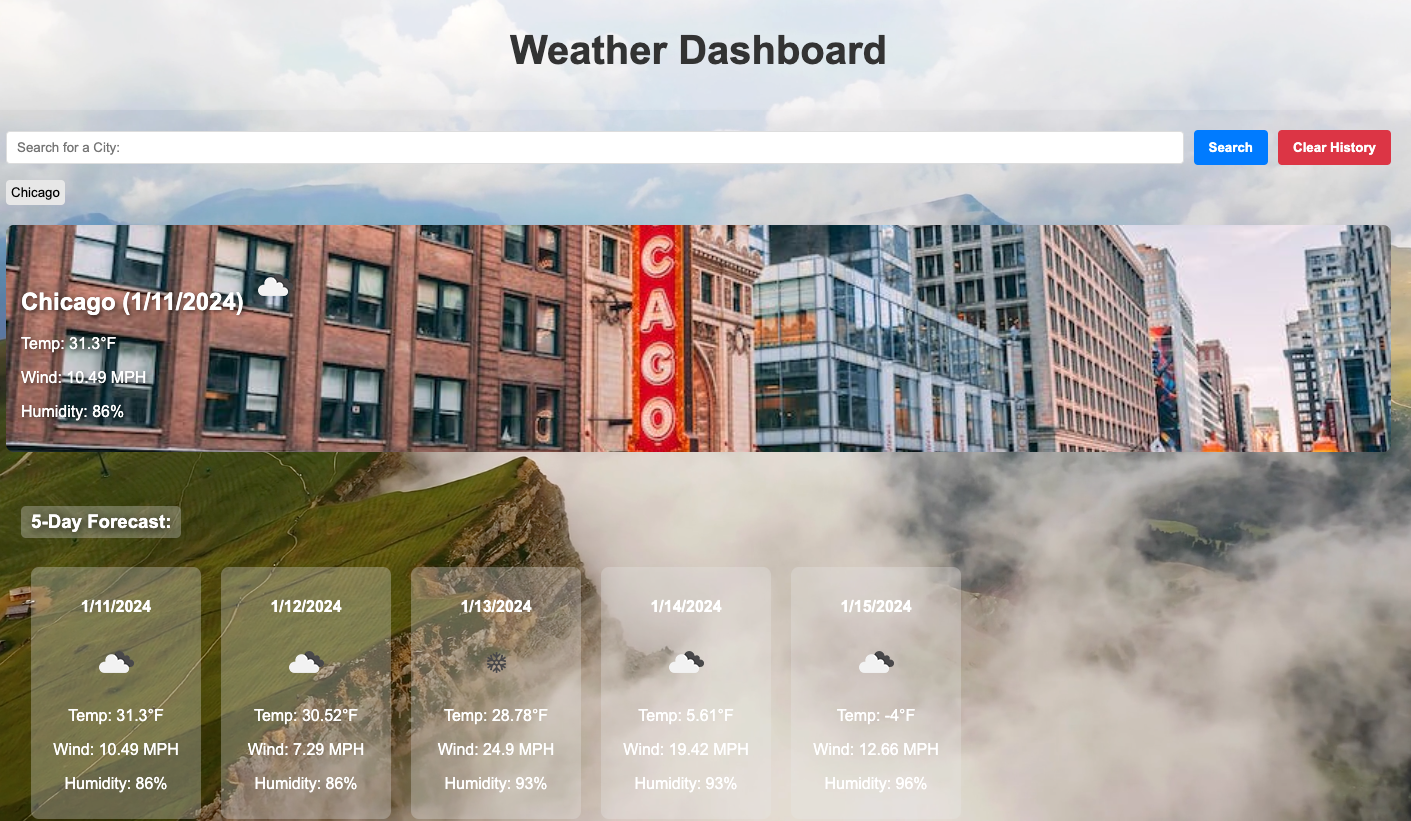 Weather Dashboard
Search for a City:
Search
Clear History
Chicago
Chicago (1/11/2024)
Temp: 31.3°F
Wind: 10.49 MPH
Humidity: 86%
CAGO
5-Day Forecast:
1/11/2024
Temp: 31.3°F
Wind: 10.49 MPH
Humidity: 86%
1/12/2024
Temp: 30.52°F
Wind: 7.29 MPH
Humidity: 86%
1/13/2024
Temp: 28.78°F
Wind: 24.9 MPH
Humidity: 93%
1/14/2024
Temp: 5.61°F
Wind: 19.42 MPH
Humidity: 93%
1/15/2024
Temp: -4°F
Wind: 12.66 MPH
Humidity: 96%